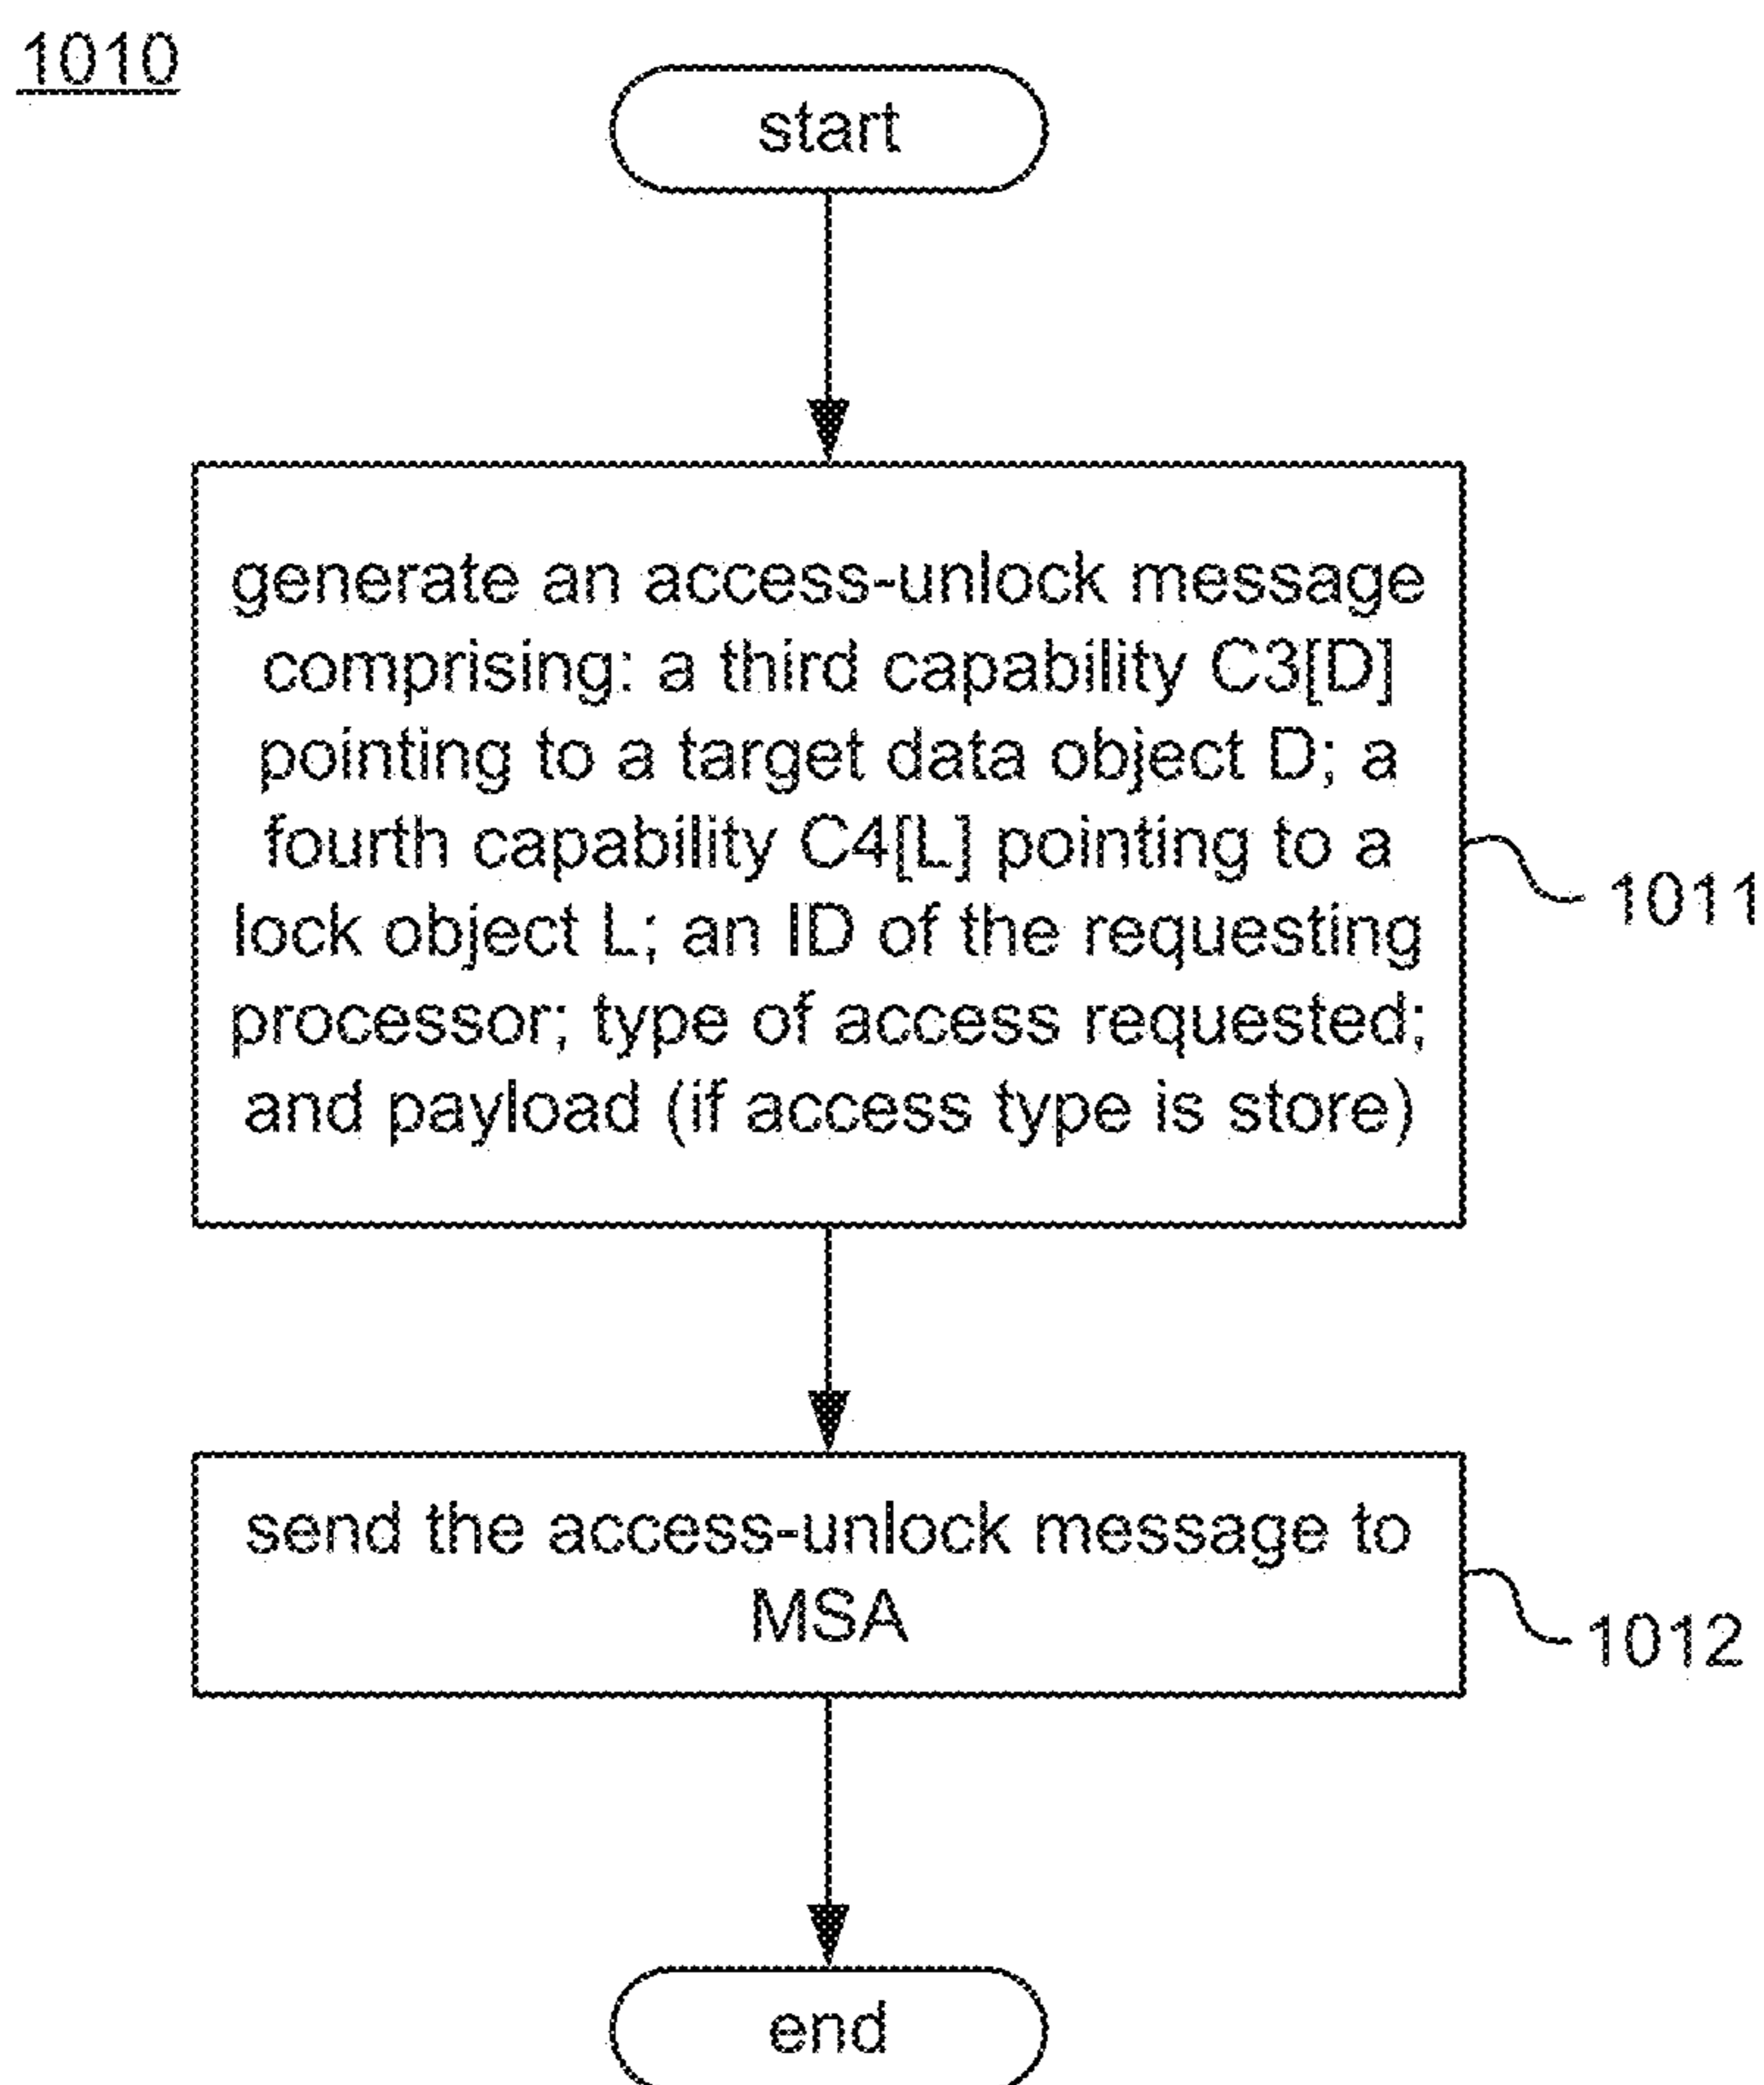 1010
start
generate an access-unlock message
comprising: a third capability C3[D]
pointing to a target data object D; a
fourth capability C4[L] pointing to a
lock object L; an ID of the requesting
processor; type of access requested;
and payload (if access type is store)
1011
send the access-unlock message to
MSA
1012
end